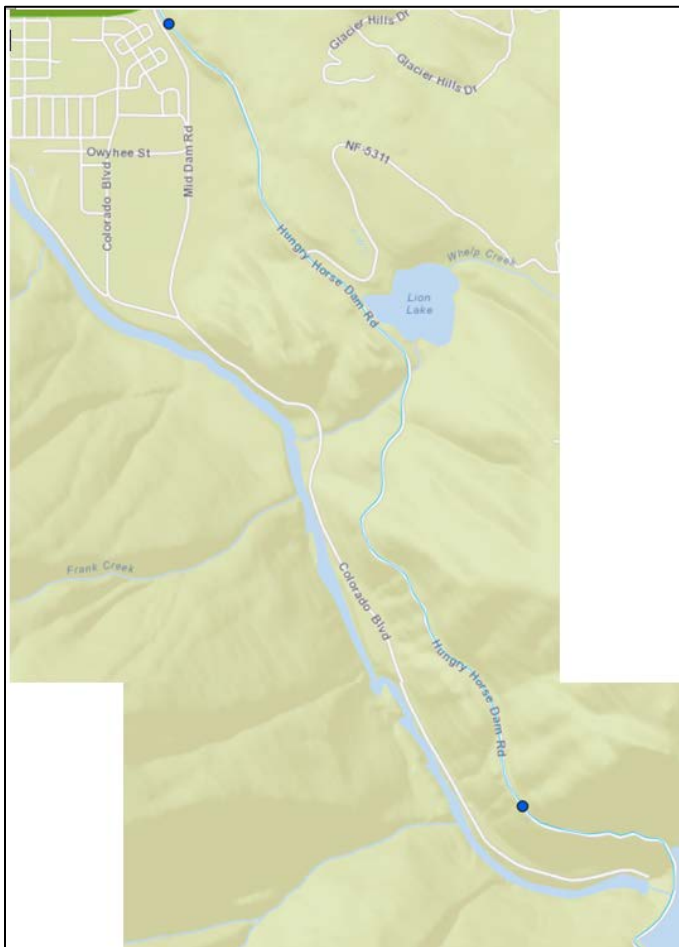 Glacier Hills Dr
Glacier Hills Dr
NF 5311
Owyhee St
Mid Dam Rd
Colorado Blvd
Hungry Horse Dam Rd
Whelp Creek
Lion
Lake
Frank Creek
Colorado Blvd
Hungry Horse Dam Rd